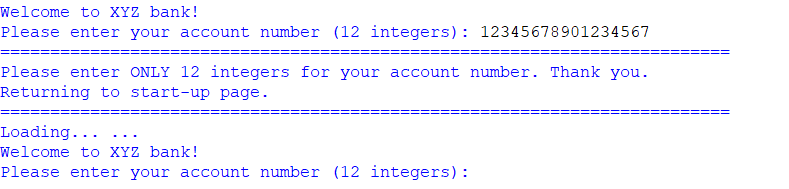 Welcome to XYZ bank!
Please enter your account number (12 integers): 12345678901234567
=========================================================================
Please enter ONLY 12 integers for your account number. Thank you.
Returning to start-up page.
=========================================================================
Loading... ...
Welcome to XYZ bank!
Please enter your account number (12 integers):